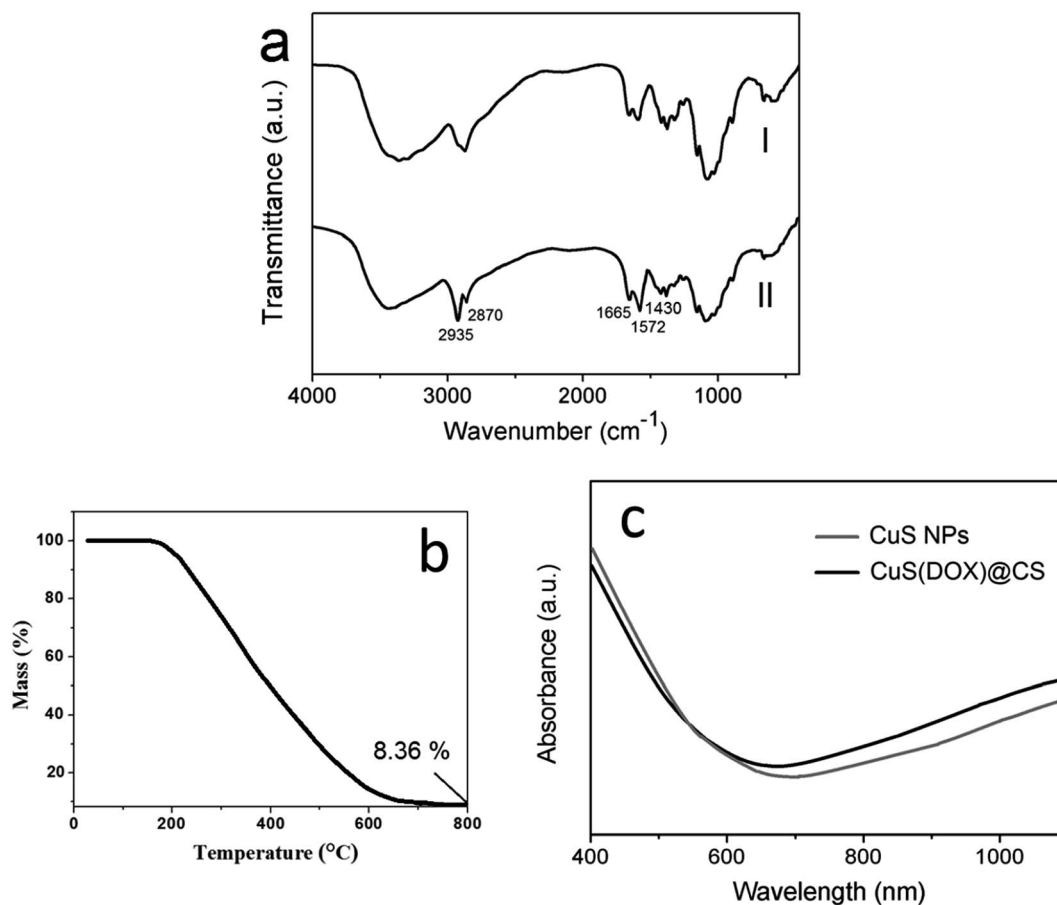 a
Transmittance (a.u.)
I
II
2935
2870
1665
1572
1430
4000
3000
2000
1000
Wavenumber (cm⁻¹)
b
Mass (%)
100
80
60
40
20
8.36 %
0
200
400
600
800
Temperature (°C)
c
Absorbance (a.u.)
CuS NPs
CuS(DOX)@CS
400
600
800
1000
Wavelength (nm)